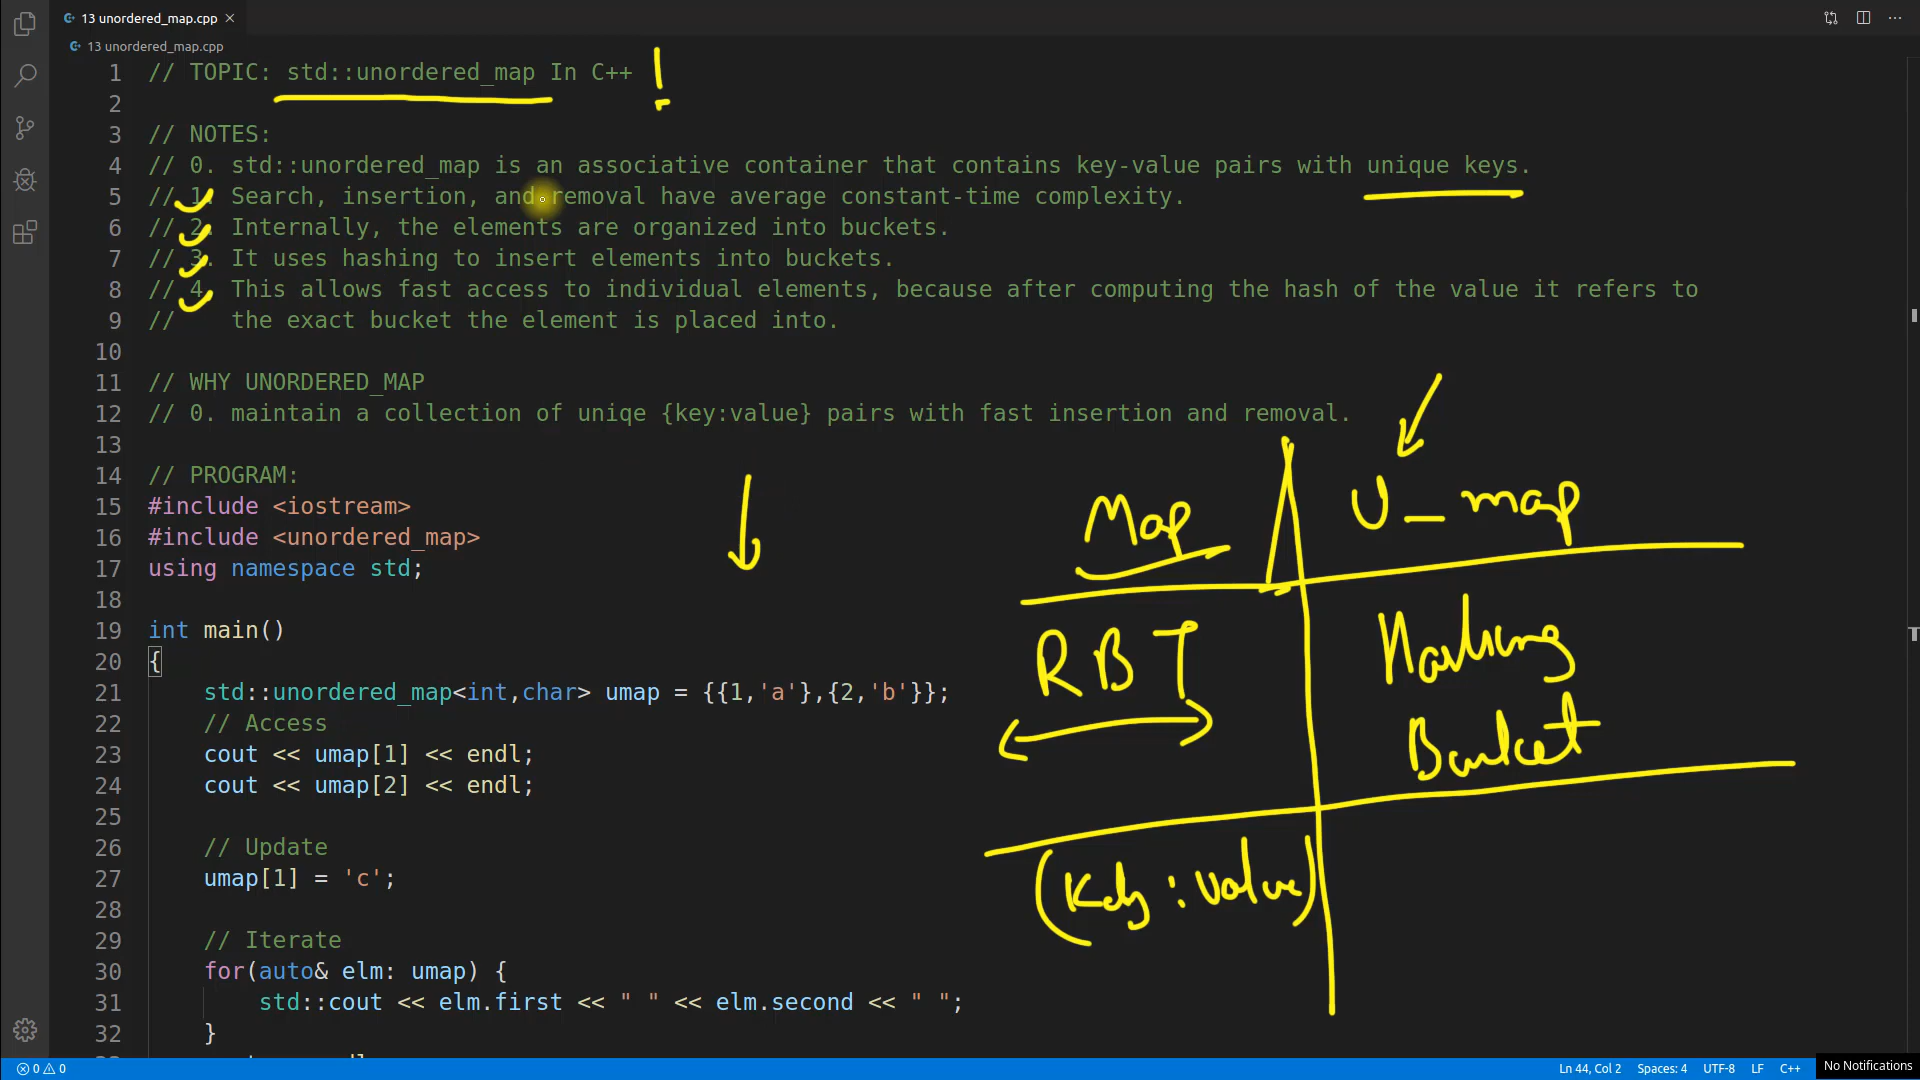 13 unordered_map.cpp
13 unordered_map.cpp
1 // TOPIC: std::unordered_map In C++ !
2
3 // NOTES:
4 // 0. std::unordered_map is an associative container that contains key-value pairs with unique keys.
5 // 1. Search, insertion, and removal have average constant-time complexity.
6 // 2. Internally, the elements are organized into buckets.
7 // 3. It uses hashing to insert elements into buckets.
8 // 4. This allows fast access to individual elements, because after computing the hash of the value it refers to
9 // the exact bucket the element is placed into.
10
11 // WHY UNORDERED_MAP
12 // 0. maintain a collection of uniqe {key:value} pairs with fast insertion and removal.
13
14 // PROGRAM:
15 #include <iostream>
16 #include <unordered_map>
17 using namespace std;
18
19 int main()
20 {
21 std::unordered_map<int,char> umap = {{1,'a'},{2,'b'}};
22 // Access
23 cout << umap[1] << endl;
24 cout << umap[2] << endl;
25
26 // Update
27 umap[1] = 'c';
28
29 // Iterate
30 for(auto& elm: umap) {
31 std::cout << elm.first << " " << elm.second << " ";
32 }
Map U_map
RBT Hashing
Bucket
(Key : Value)
0 0 Ln 44, Col 2 Spaces: 4 UTF-8 LF C++ No Notifications